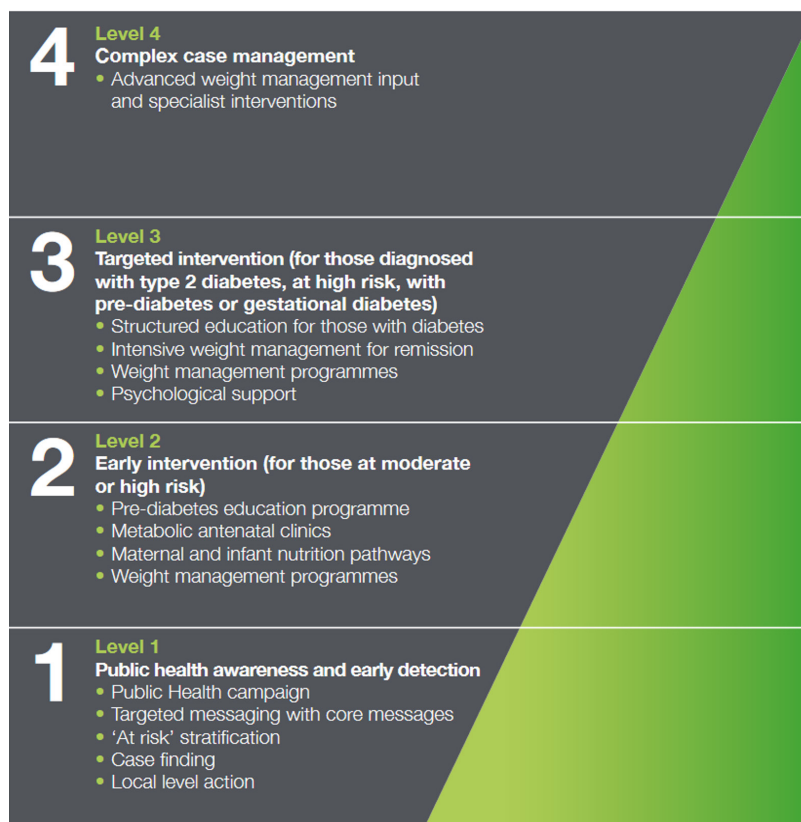 4
Level 4
Complex case management
• Advanced weight management input
and specialist interventions
3
Level 3
Targeted intervention (for those diagnosed
with type 2 diabetes, at high risk, with
pre-diabetes or gestational diabetes)
• Structured education for those with diabetes
• Intensive weight management for remission
• Weight management programmes
• Psychological support
2
Level 2
Early intervention (for those at moderate
or high risk)
• Pre-diabetes education programme
• Metabolic antenatal clinics
• Maternal and infant nutrition pathways
• Weight management programmes
1
Level 1
Public health awareness and early detection
• Public Health campaign
• Targeted messaging with core messages
• ‘At risk’ stratification
• Case finding
• Local level action